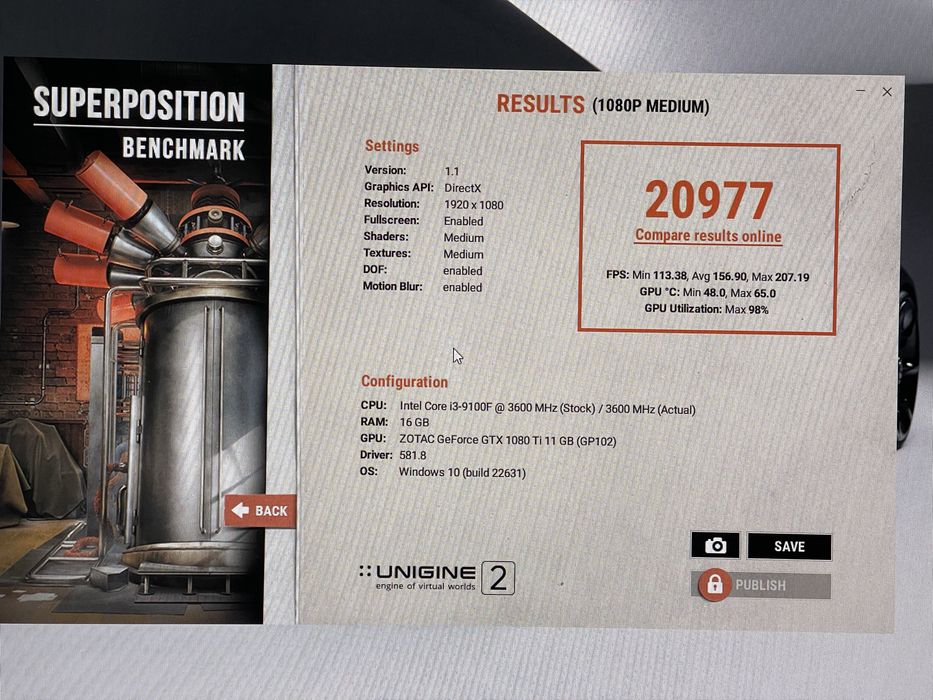 SUPERPOSITION
BENCHMARK
RESULTS (1080P MEDIUM)
Settings
Version: 1.1
Graphics API: DirectX
Resolution: 1920 x 1080
Fullscreen: Enabled
Shaders: Medium
Textures: Medium
DOF: enabled
Motion Blur: enabled
20977
Compare results online
FPS: Min 113.38, Avg 156.90, Max 207.19
GPU °C: Min 48.0, Max 65.0
GPU Utilization: Max 98%
Configuration
CPU: Intel Core i3-9100F @ 3600 MHz (Stock) / 3600 MHz (Actual)
RAM: 16 GB
GPU: ZOTAC GeForce GTX 1080 Ti 11 GB (GP102)
Driver: 581.8
OS: Windows 10 (build 22631)
BACK
SAVE
PUBLISH
UNIGINE 2
engine of virtual worlds